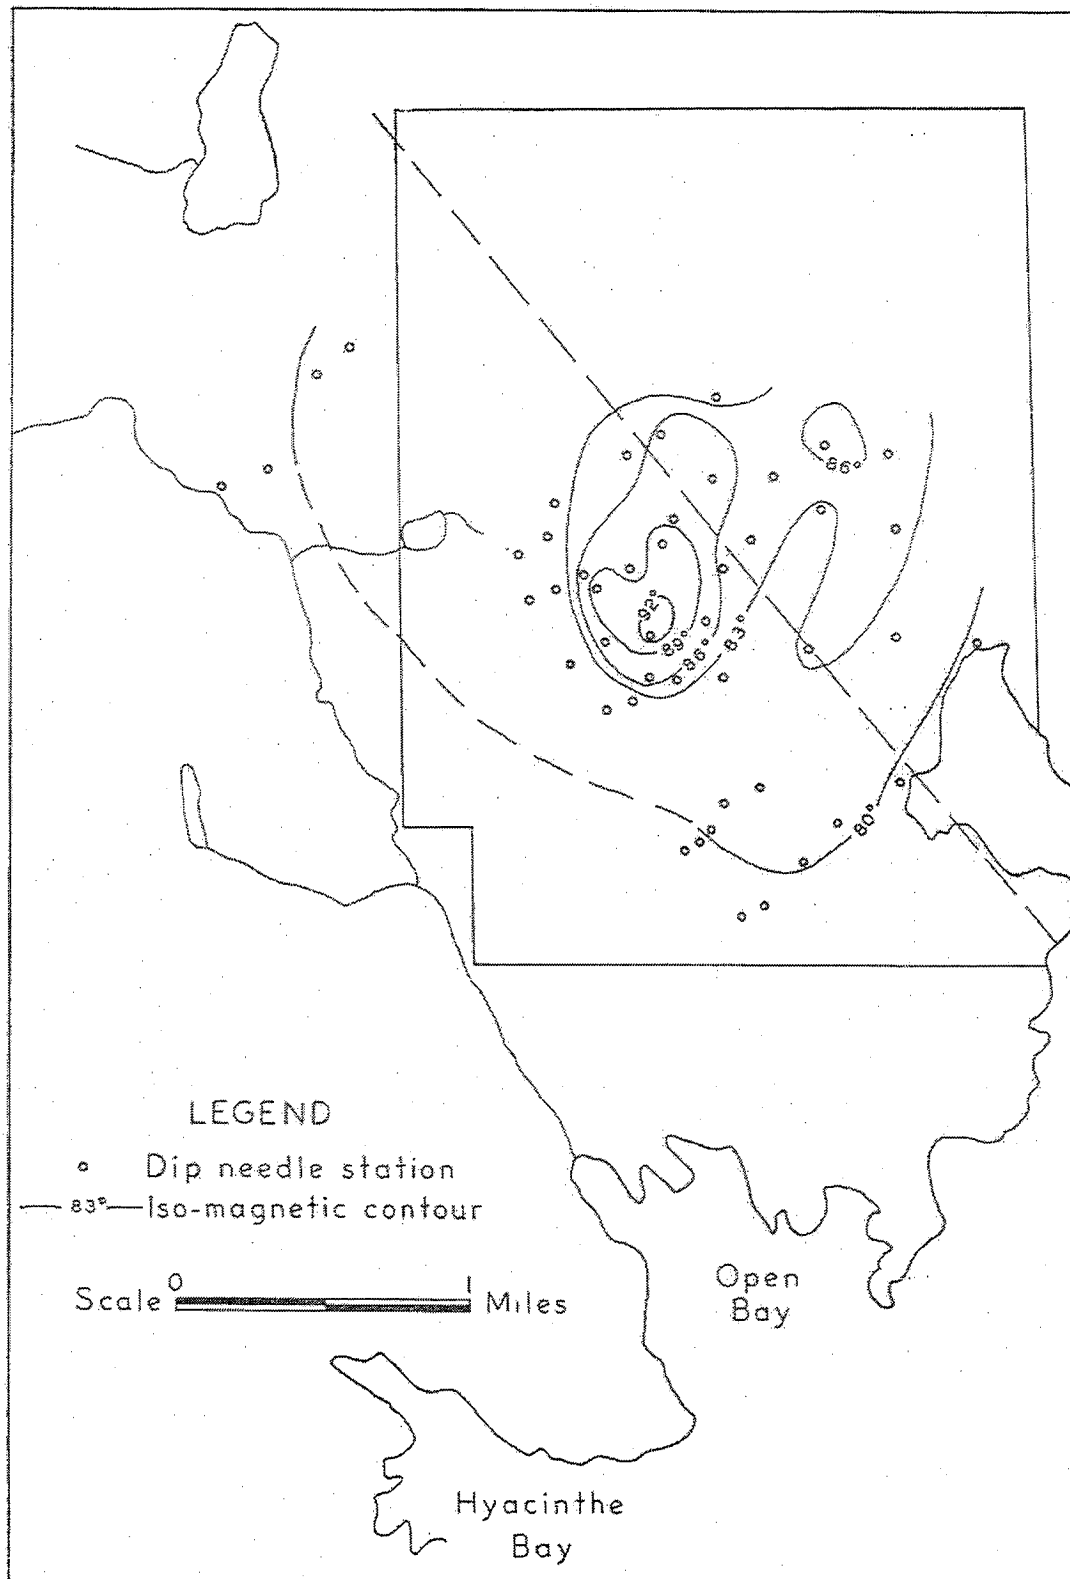 86°
92°
89°
86°
83°
80°
LEGEND
Dip needle station
83° Iso-magnetic contour
0 1
Scale Miles
Open
Bay
Hyacinthe
Bay